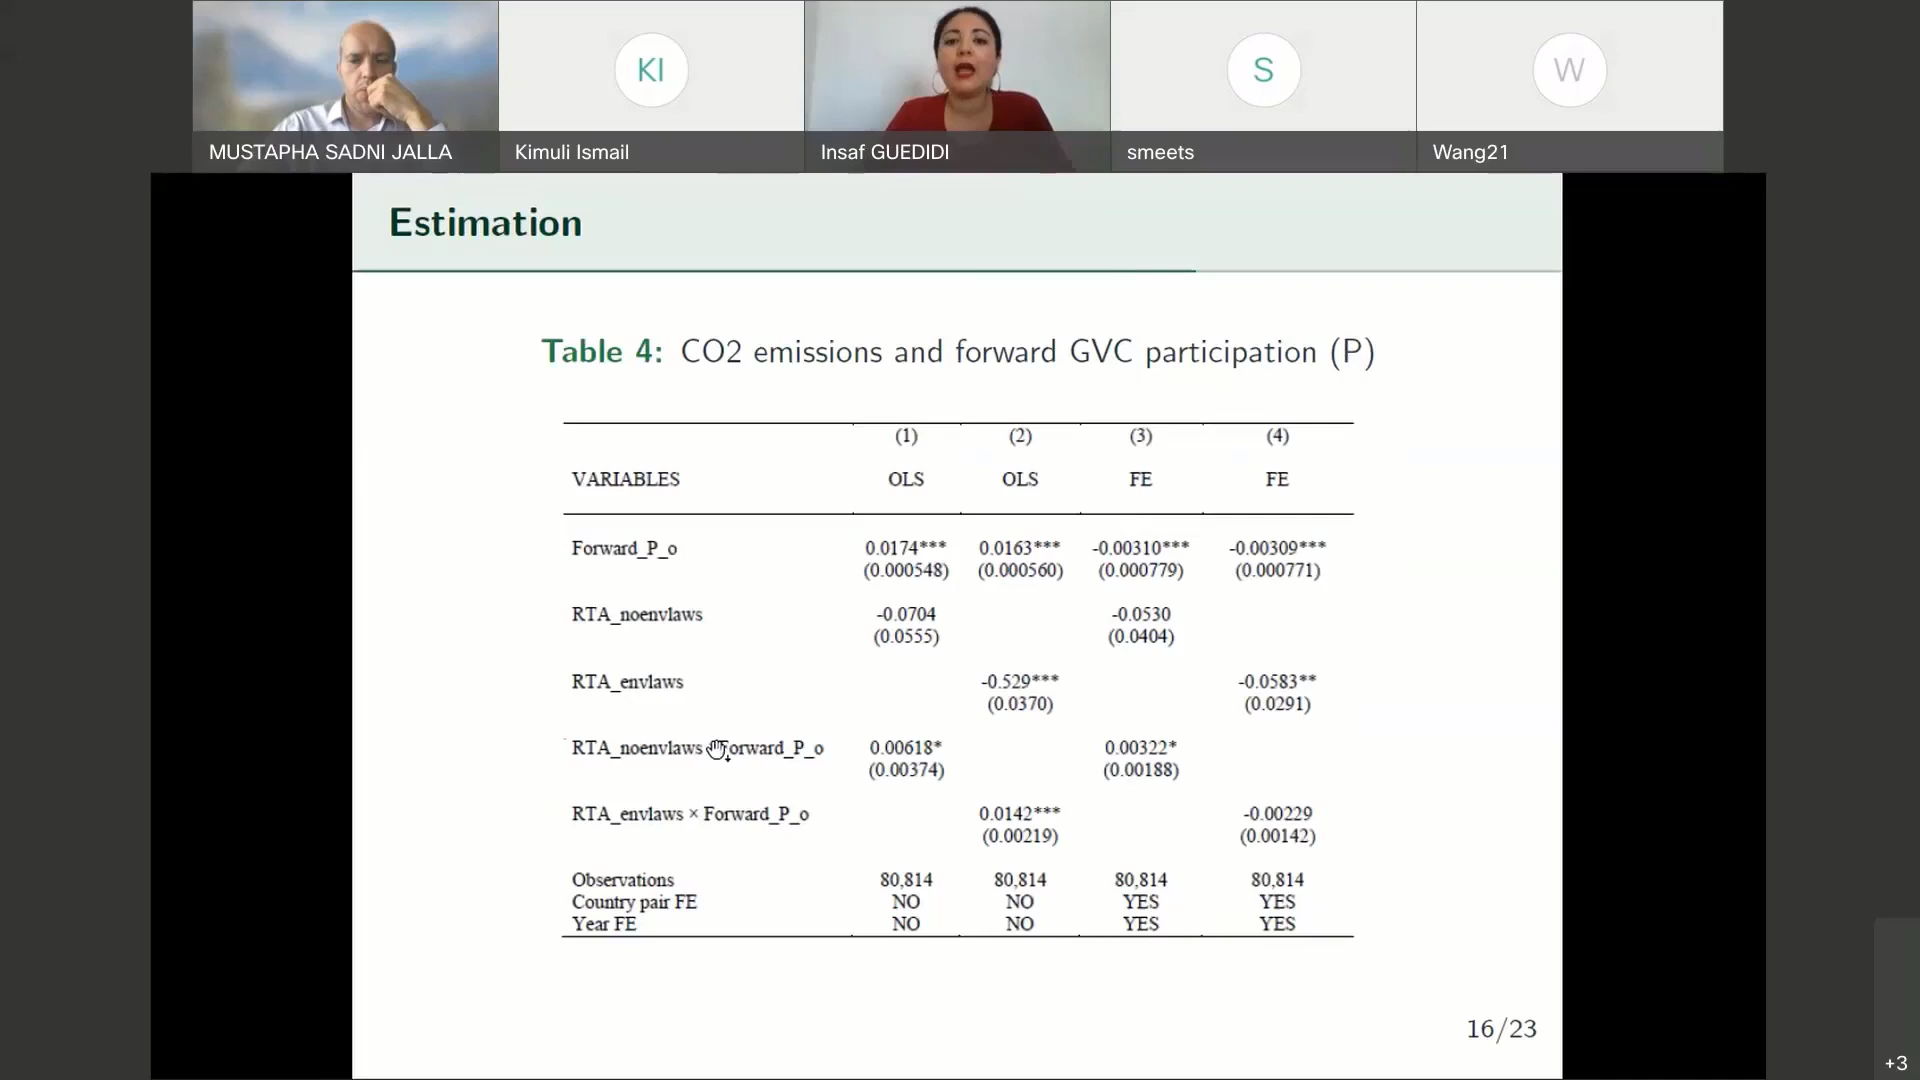 KI
S
W
MUSTAPHA SADNI JALLA
Kimuli Ismail
Insaf GUEDIDI
smeets
Wang21
Estimation
Table 4: CO2 emissions and forward GVC participation (P)
(1) (2) (3) (4)
VARIABLES OLS OLS FE FE
Forward_P_o 0.0174*** 0.0163*** -0.00310*** -0.00309***
(0.000548) (0.000560) (0.000779) (0.000771)
RTA_noenvlaws -0.0704 -0.0530
(0.0555) (0.0404)
RTA_envlaws -0.529*** -0.0583**
(0.0370) (0.0291)
RTA_noenvlaws Forward_P_o 0.00618* 0.00322*
(0.00374) (0.00188)
RTA_envlaws × Forward_P_o 0.0142*** -0.00229
(0.00219) (0.00142)
Observations 80,814 80,814 80,814 80,814
Country pair FE NO NO YES YES
Year FE NO NO YES YES
16/23
+3